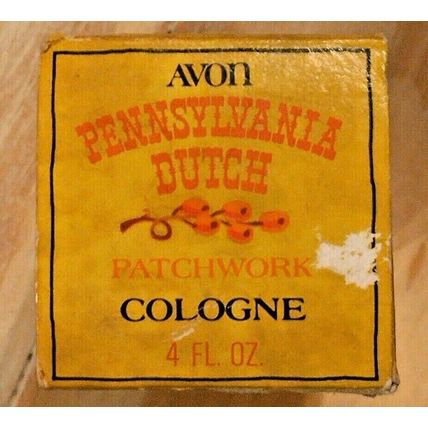 AVON
PENNSYLVANIA
DUTCH
PATCHWORK
COLOGNE
4 FL. OZ.